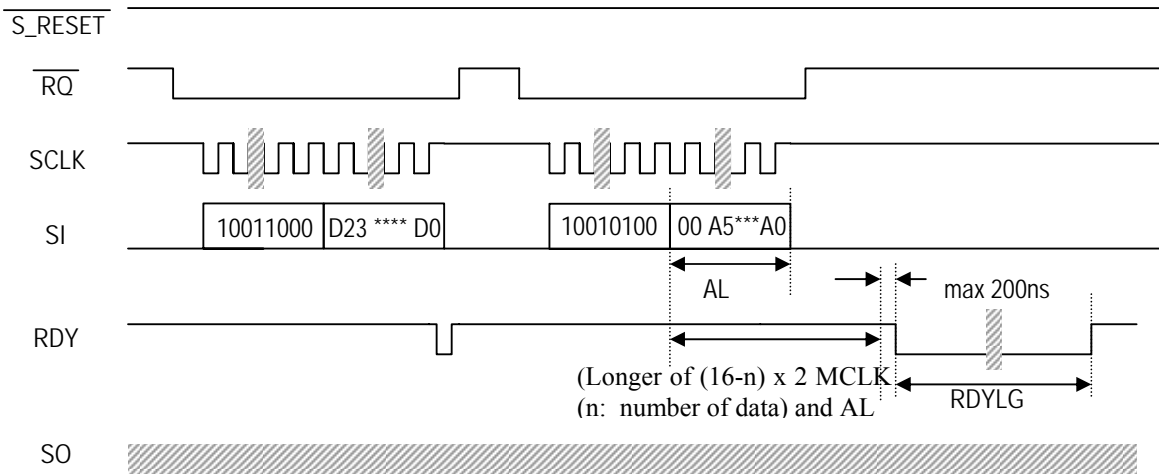 S_RESET
RQ
SCLK
SI
10011000
D23 **** D0
10010100
00 A5***A0
AL
max 200ns
RDY
(Longer of (16-n) x 2 MCLK
(n: number of data) and AL
RDYLG
SO